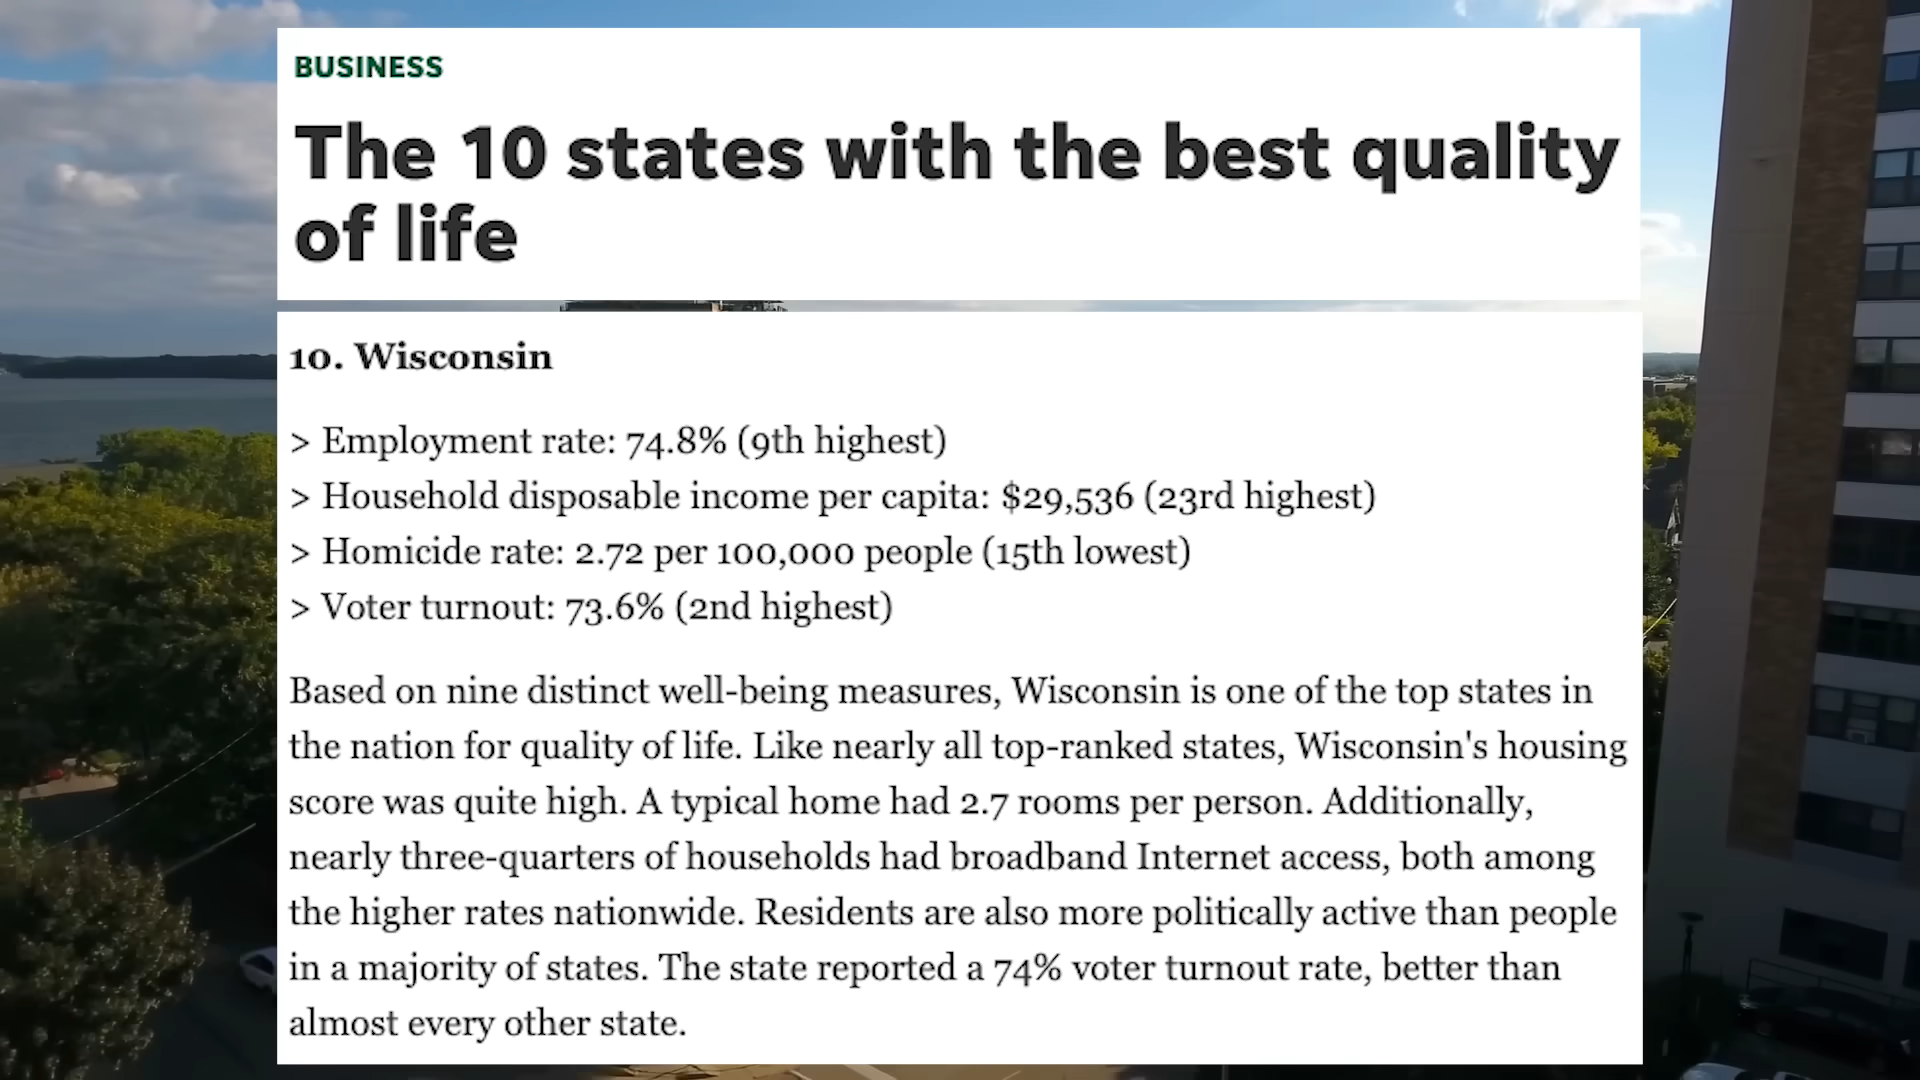 BUSINESS
The 10 states with the best quality
of life
10. Wisconsin
> Employment rate: 74.8% (9th highest)
> Household disposable income per capita: $29,536 (23rd highest)
> Homicide rate: 2.72 per 100,000 people (15th lowest)
> Voter turnout: 73.6% (2nd highest)
Based on nine distinct well-being measures, Wisconsin is one of the top states in
the nation for quality of life. Like nearly all top-ranked states, Wisconsin's housing
score was quite high. A typical home had 2.7 rooms per person. Additionally,
nearly three-quarters of households had broadband Internet access, both among
the higher rates nationwide. Residents are also more politically active than people
in a majority of states. The state reported a 74% voter turnout rate, better than
almost every other state.